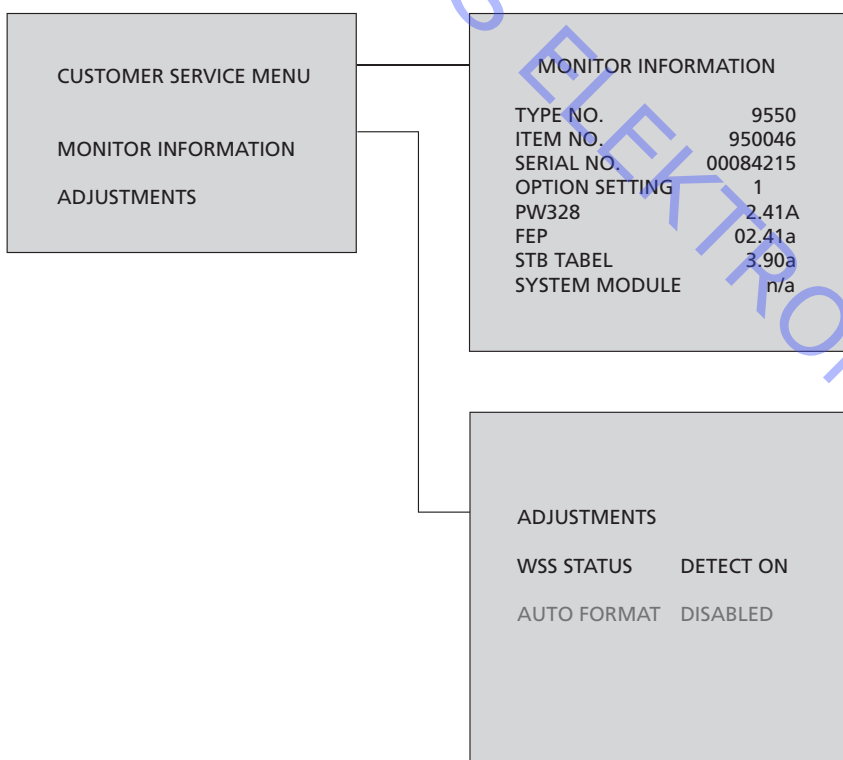 CUSTOMER SERVICE MENU
MONITOR INFORMATION
ADJUSTMENTS
MONITOR INFORMATION
TYPE NO. 9550
ITEM NO. 950046
SERIAL NO. 00084215
OPTION SETTING 1
PW328 2.41A
FEP 02.41a
STB TABEL 3.90a
SYSTEM MODULE n/a
ADJUSTMENTS
WSS STATUS DETECT ON
AUTO FORMAT DISABLED